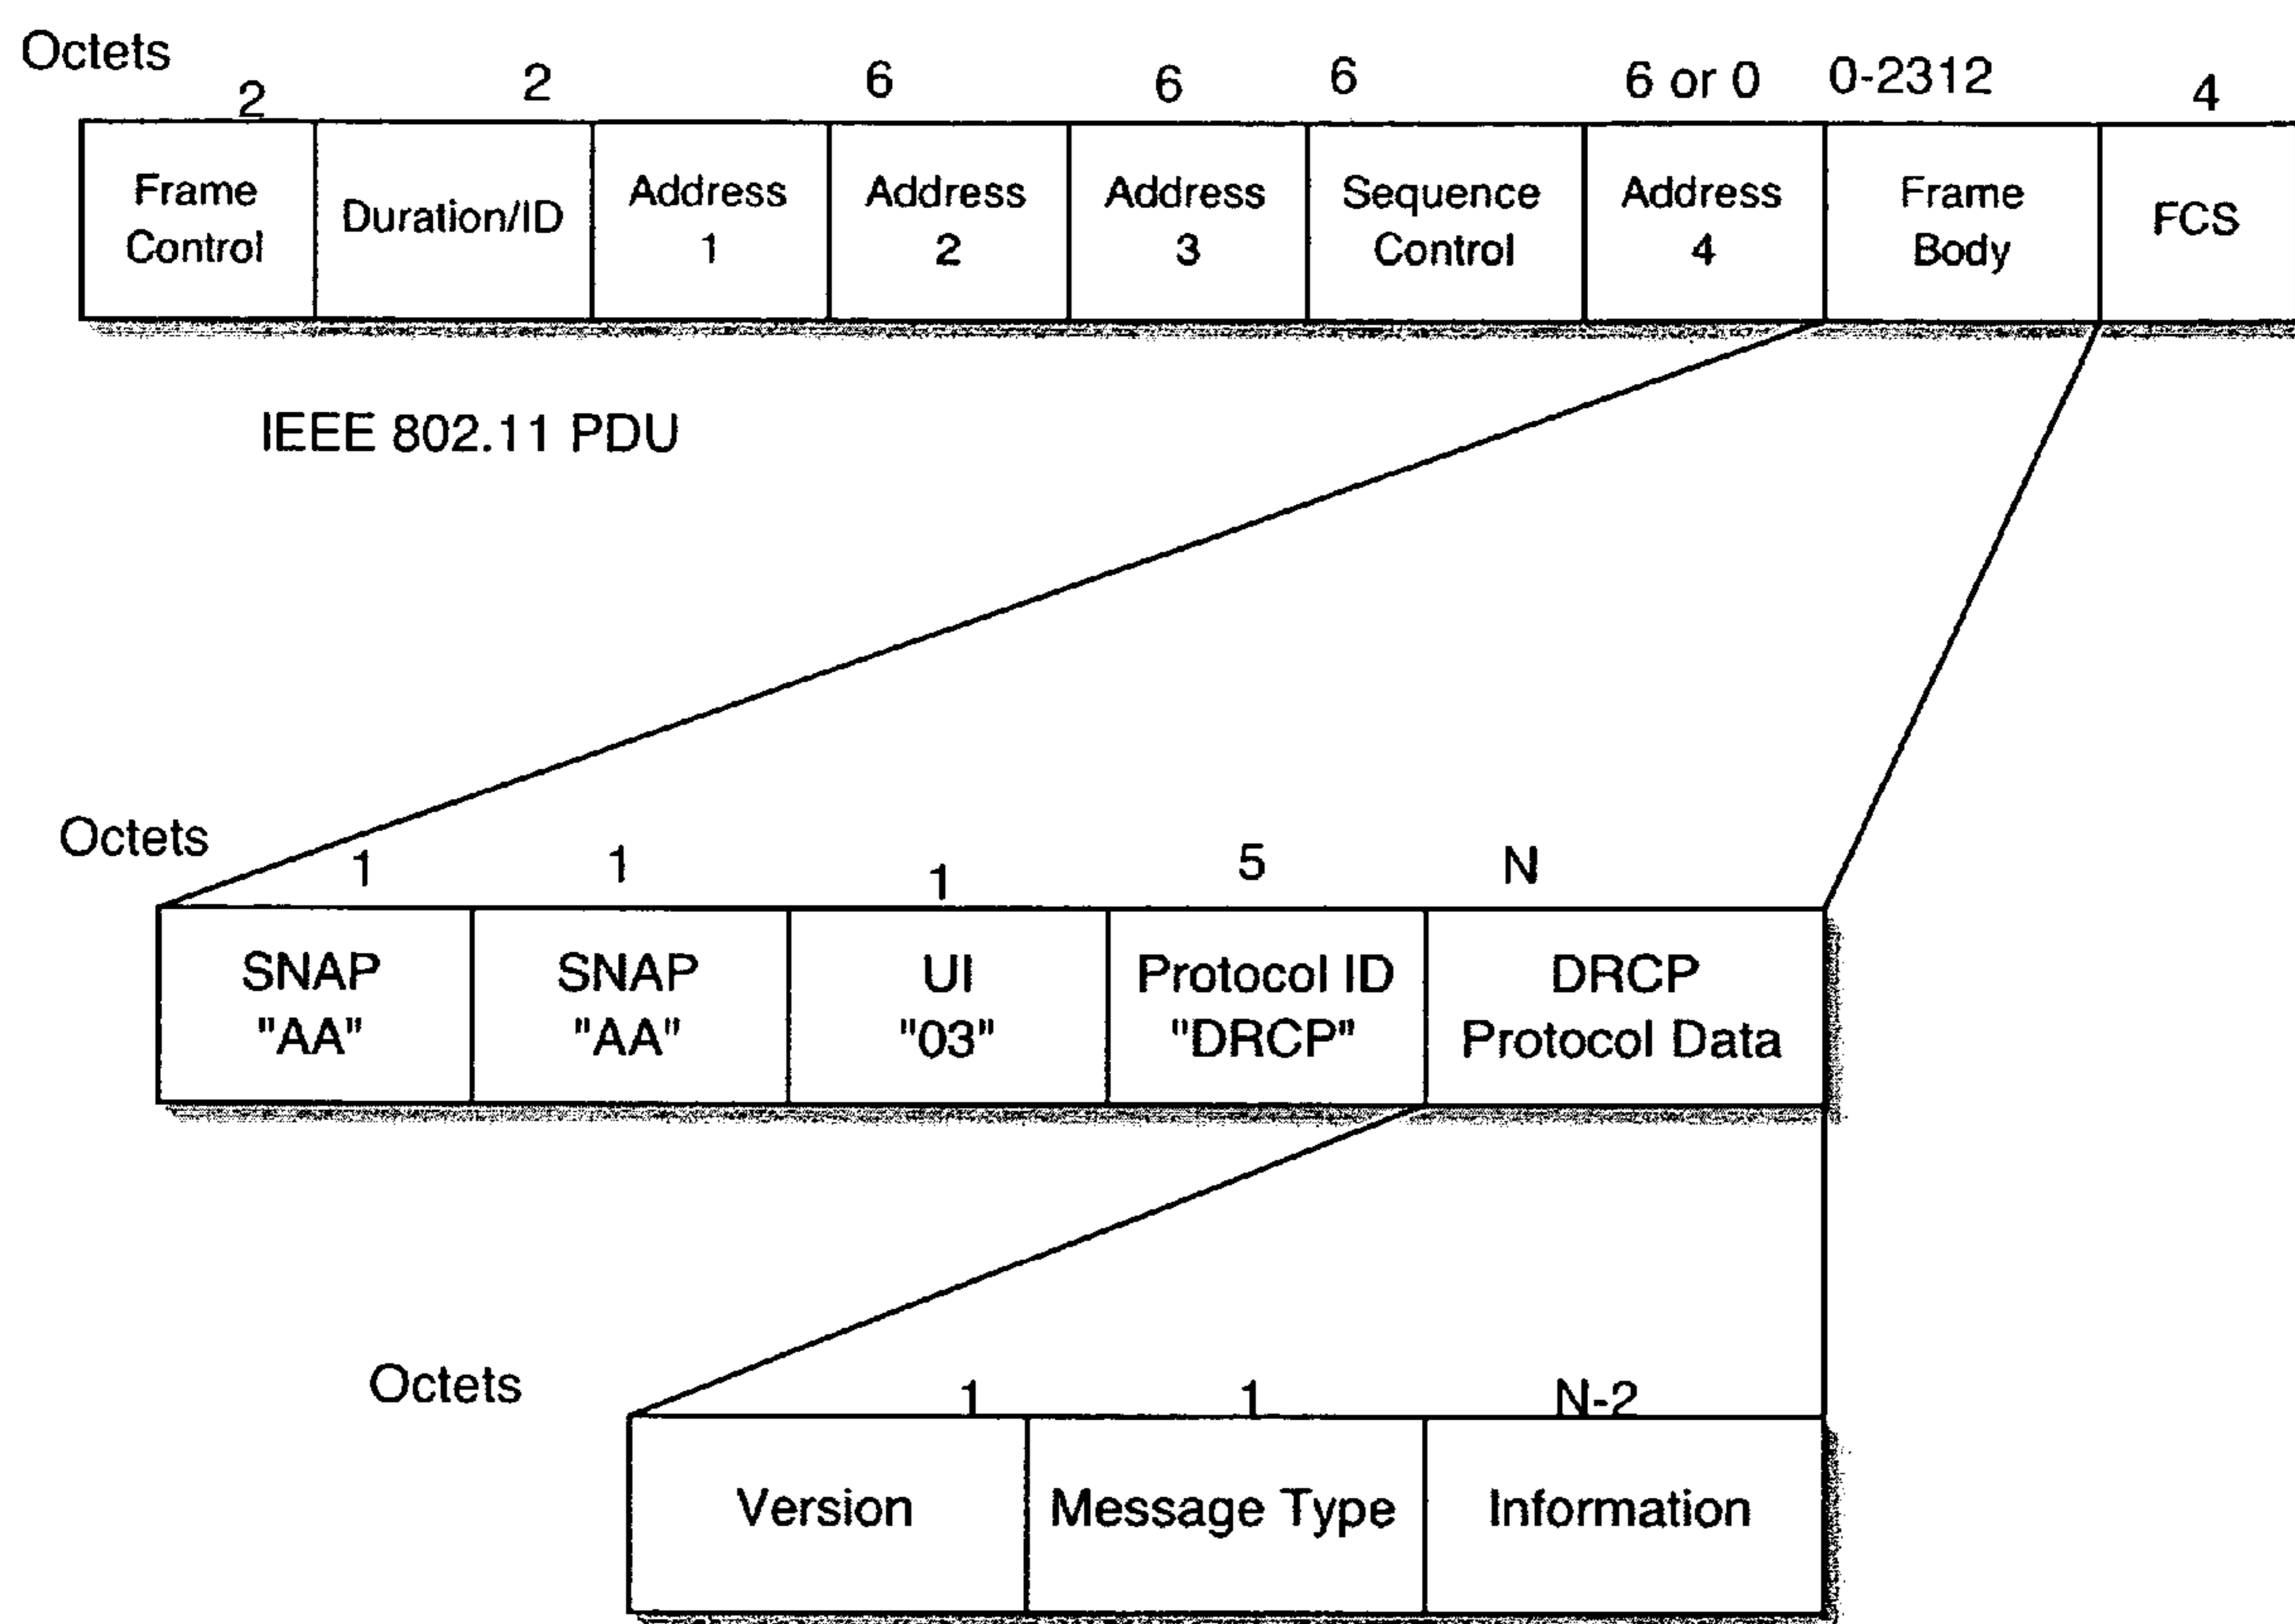 Octets
2 2 6 6 6 6 or 0 0-2312 4
Frame Control
Duration/ID
Address 1
Address 2
Address 3
Sequence Control
Address 4
Frame Body
FCS
IEEE 802.11 PDU
Octets
1 1 1 5 N
SNAP "AA"
SNAP "AA"
UI "03"
Protocol ID "DRCP"
DRCP Protocol Data
Octets
1 1 N-2
Version
Message Type
Information